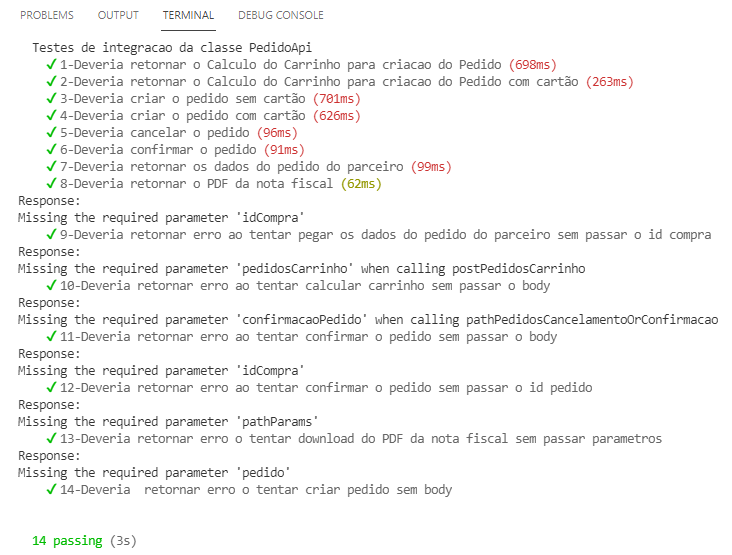 PROBLEMS OUTPUT TERMINAL DEBUG CONSOLE
Testes de integracao da classe PedidoApi
✓ 1-Deveria retornar o Calculo do Carrinho para criacao do Pedido (698ms)
✓ 2-Deveria retornar o Calculo do Carrinho para criacao do Pedido com cartão (263ms)
✓ 3-Deveria criar o pedido sem cartão (701ms)
✓ 4-Deveria criar o pedido com cartão (626ms)
✓ 5-Deveria cancelar o pedido (96ms)
✓ 6-Deveria confirmar o pedido (91ms)
✓ 7-Deveria retornar os dados do pedido do parceiro (99ms)
✓ 8-Deveria retornar o PDF da nota fiscal (62ms)
Response:
Missing the required parameter 'idCompra'
✓ 9-Deveria retornar erro ao tentar pegar os dados do pedido do parceiro sem passar o id compra
Response:
Missing the required parameter 'pedidosCarrinho' when calling postPedidosCarrinho
✓ 10-Deveria retornar erro ao tentar calcular carrinho sem passar o body
Response:
Missing the required parameter 'confirmacaoPedido' when calling pathPedidosCancelamentoOrConfirmacao
✓ 11-Deveria retornar erro ao tentar confirmar o pedido sem passar o body
Response:
Missing the required parameter 'idCompra'
✓ 12-Deveria retornar erro ao tentar confirmar o pedido sem passar o id pedido
Response:
Missing the required parameter 'pathParams'
✓ 13-Deveria retornar erro o tentar download do PDF da nota fiscal sem passar parametros
Response:
Missing the required parameter 'pedido'
✓ 14-Deveria  retornar erro o tentar criar pedido sem body
14 passing (3s)